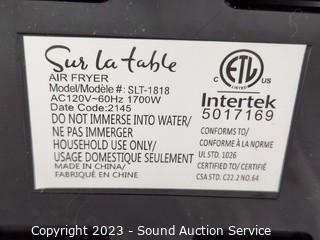 Sur la table
AIR FRYER
Model/Modèle #: SLT-1818
AC120V~60Hz 1700W
Date Code: 2145
DO NOT IMMERSE INTO WATER/
NE PAS IMMERGER
HOUSEHOLD USE ONLY/
USAGE DOMESTIQUE SEULEMENT
MADE IN CHINA/
FABRIQUÉ EN CHINE
C ETL US
LISTED
Intertek
5017169
CONFORMS TO/
CONFORME À LA NORME
UL STD. 1026
CERTIFIED TO/CERTIFIÉ
CSA STD. C22.2 NO.64
Copyright 2023 - Sound Auction Service